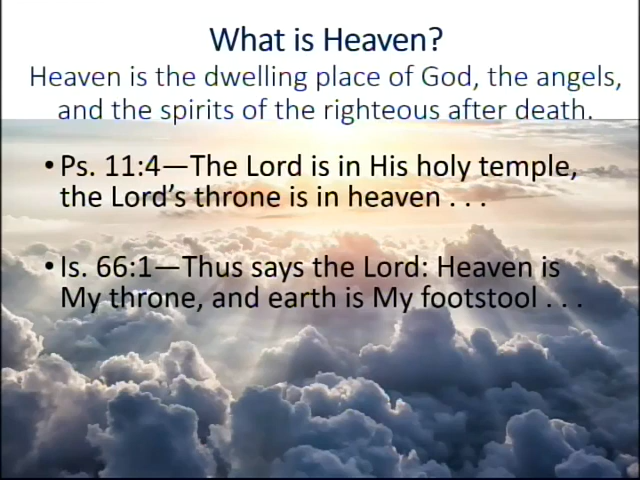 What is Heaven?
Heaven is the dwelling place of God, the angels,
and the spirits of the righteous after death.
• Ps. 11:4—The Lord is in His holy temple,
the Lord’s throne is in heaven . . .
• Is. 66:1—Thus says the Lord: Heaven is
My throne, and earth is My footstool . . .